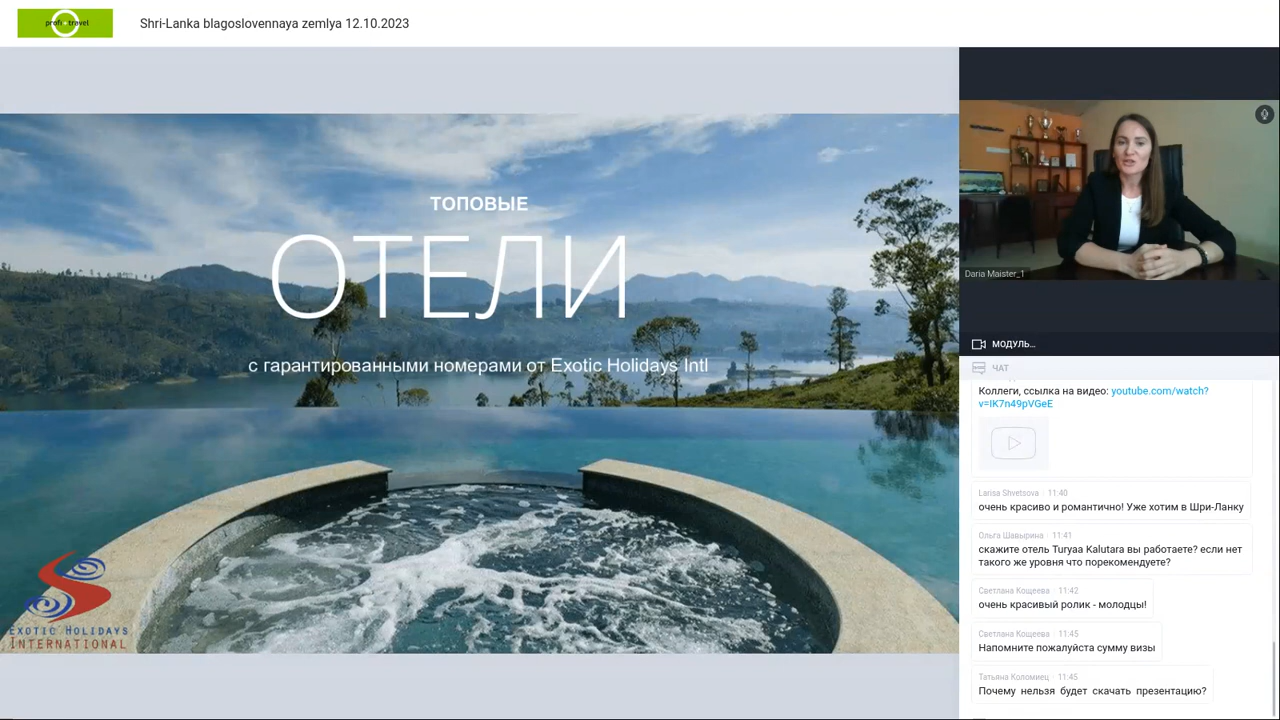 profi travel
Shri-Lanka blagoslovennaya zemlya 12.10.2023
ТОПОВЫЕ
ОТЕЛИ
с гарантированными номерами от Exotic Holidays Intl
EXOTIC HOLIDAYS
INTERNATIONAL
Daria Maister_1
МОДУЛЬ...
ЧАТ
Коллеги, ссылка на видео: youtube.com/watch?
v=IK7n49pVGeE
Larisa Shvetsova · 11:40
очень красиво и романтично! Уже хотим в Шри-Ланку
Ольга Шавырина · 11:41
скажите отель Turyaa Kalutara вы работаете? если нет
такого же уровня что порекомендуете?
Светлана Кощеева · 11:42
очень красивый ролик - молодцы!
Светлана Кощеева · 11:45
Напомните пожалуйста сумму визы
Татьяна Коломиец · 11:45
Почему нельзя будет скачать презентацию?